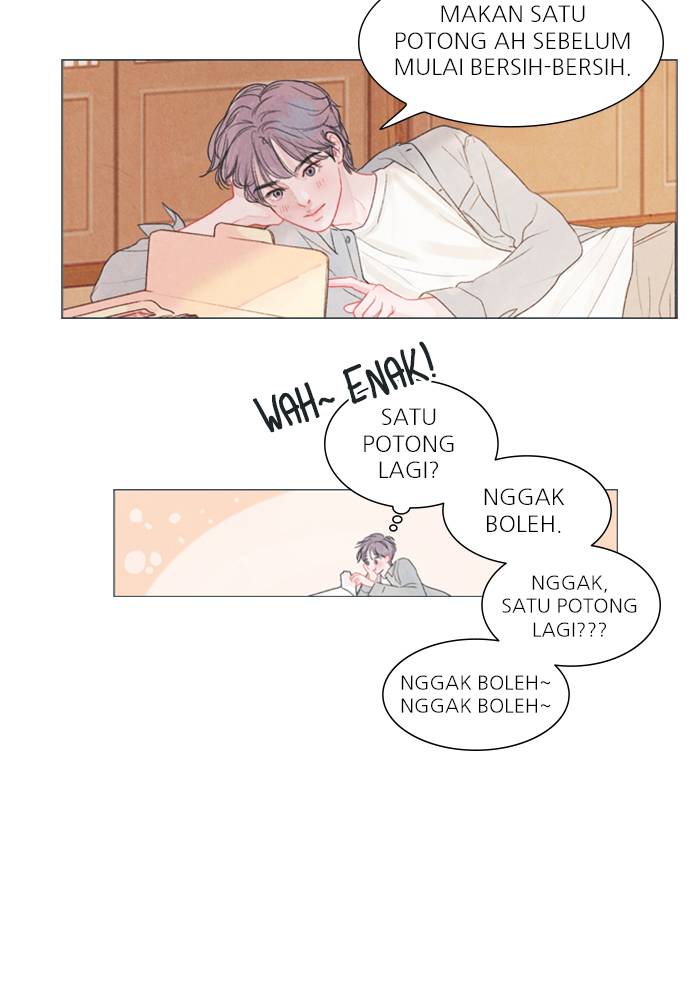 MAKAN SATU
POTONG AH SEBELUM
MULAI BERSIH-BERSIH.
WAH~ ENAK!
SATU
POTONG
LAGI?
NGGAK
BOLEH.
NGGAK,
SATU POTONG
LAGI???
NGGAK BOLEH~
NGGAK BOLEH~